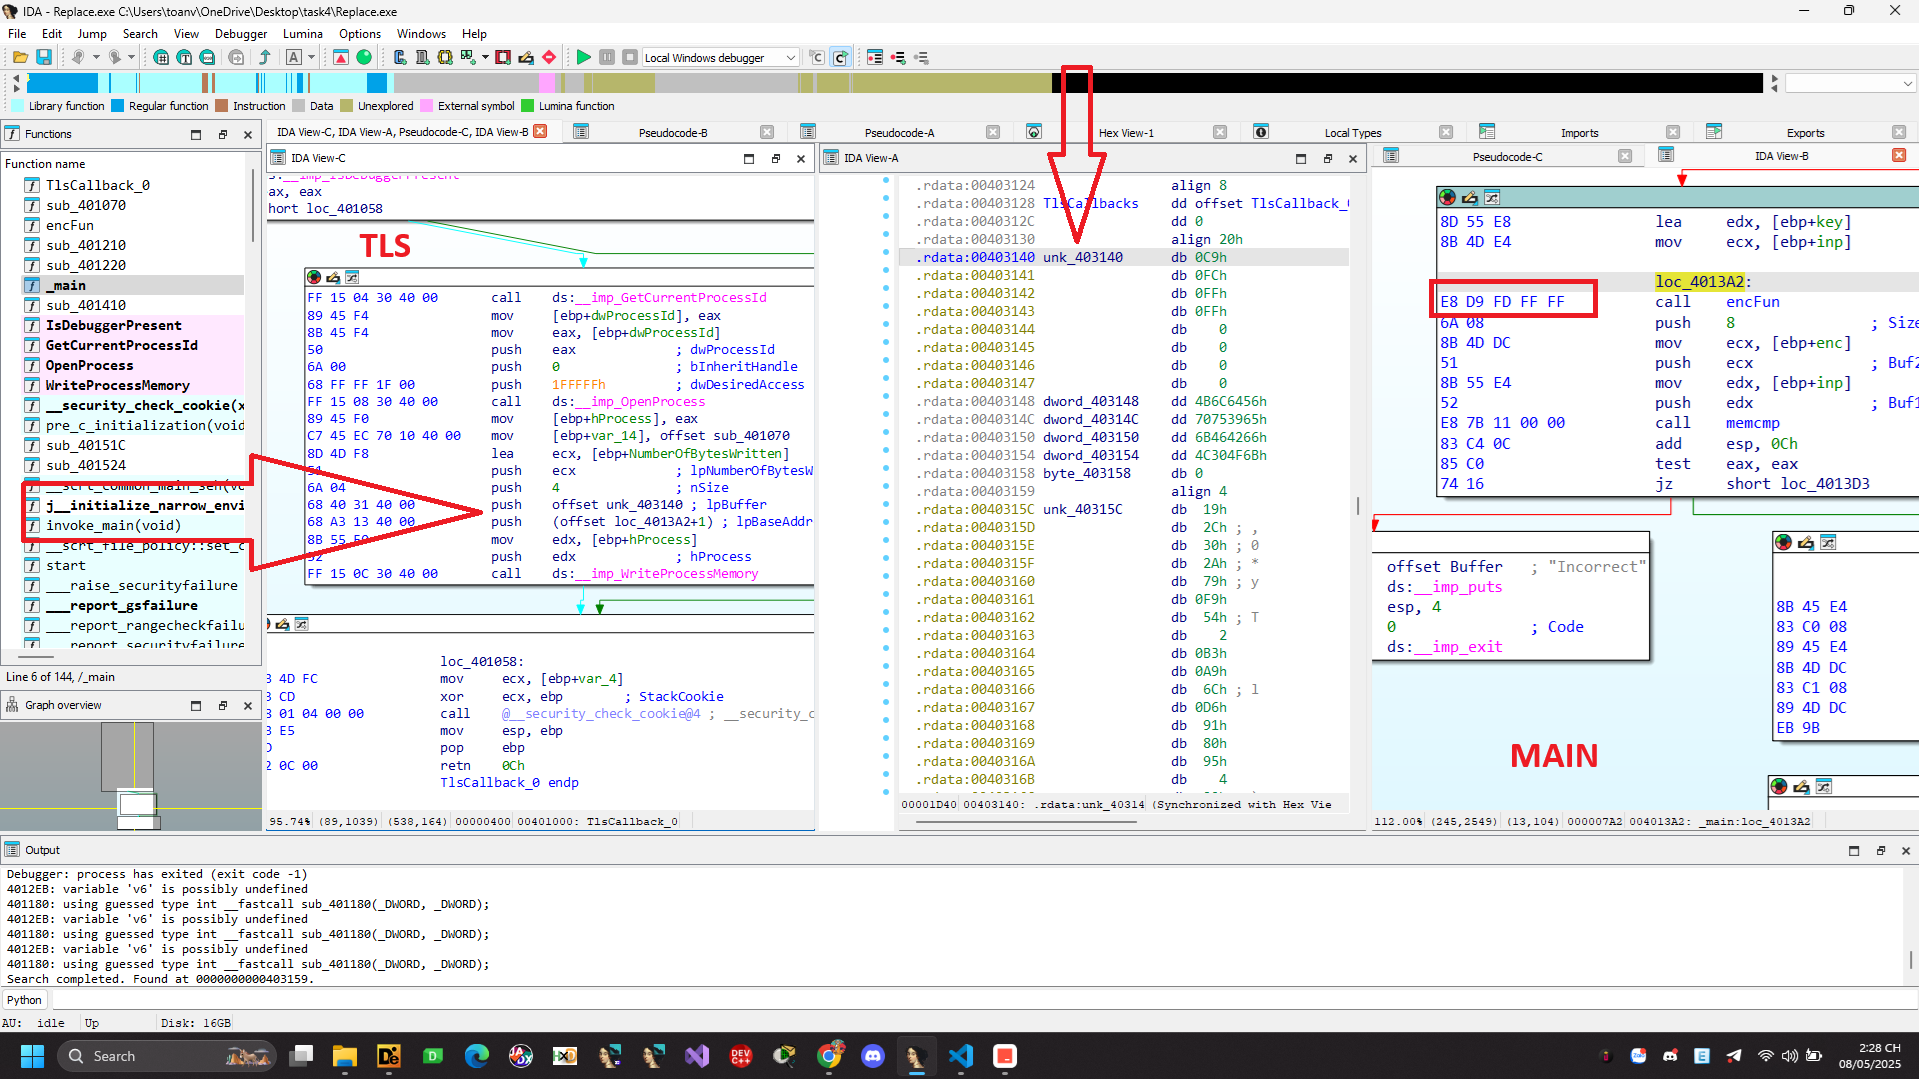 IDA - Replace.exe C:\Users\toanv\OneDrive\Desktop\task4\Replace.exe
File Edit Jump Search View Debugger Lumina Options Windows Help
Local Windows debugger
Library function Regular function Instruction Data Unexplored External symbol Lumina function
Functions
Function name
TlsCallback_0
sub_401070
encFun
sub_401210
sub_401220
_main
sub_401410
IsDebuggerPresent
GetCurrentProcessId
OpenProcess
WriteProcessMemory
__security_check_cookie(x
pre_c_initialization(void
sub_40151C
sub_401524
__scrt_common_main_seh(vo
j__initialize_narrow_envi
invoke_main(void)
__scrt_file_policy::set_c
start
___raise_securityfailure
___report_gsfailure
___report_rangecheckfailu
___report_securityfailure
Line 6 of 144, /_main
Graph overview
IDA View-C, IDA View-A, Pseudocode-C, IDA View-B
Pseudocode-B
Pseudocode-A
Hex View-1
Local Types
Imports
Exports
IDA View-C
s:__imp_IsDebuggerPresent
ax, eax
hort loc_401058
TLS
FF 15 04 30 40 00 call ds:__imp_GetCurrentProcessId
89 45 F4 mov [ebp+dwProcessId], eax
8B 45 F4 mov eax, [ebp+dwProcessId]
50 push eax ; dwProcessId
6A 00 push 0 ; bInheritHandle
68 FF FF 1F 00 push 1FFFFFh ; dwDesiredAccess
FF 15 08 30 40 00 call ds:__imp_OpenProcess
89 45 F0 mov [ebp+hProcess], eax
C7 45 EC 70 10 40 00 mov [ebp+var_14], offset sub_401070
8D 4D F8 lea ecx, [ebp+NumberOfBytesWritten]
51 push ecx ; lpNumberOfBytesW
6A 04 push 4 ; nSize
68 40 31 40 00 push offset unk_403140 ; lpBuffer
68 A3 13 40 00 push (offset loc_4013A2+1) ; lpBaseAddr
8B 55 F0 mov edx, [ebp+hProcess]
52 push edx ; hProcess
FF 15 0C 30 40 00 call ds:__imp_WriteProcessMemory
loc_401058:
4D FC mov ecx, [ebp+var_4]
CD xor ecx, ebp ; StackCookie
01 04 00 00 call @__security_check_cookie@4 ; __security_c
E5 mov esp, ebp
pop ebp
0C 00 retn 0Ch
TlsCallback_0 endp
95.74% (89,1039) (538,164) 00000400 00401000: TlsCallback_0
IDA View-A
.rdata:00403124 align 8
.rdata:00403128 TlsCallbacks dd offset TlsCallback_
.rdata:0040312C dd 0
.rdata:00403130 align 20h
.rdata:00403140 unk_403140 db 0C9h
.rdata:00403141 db 0FCh
.rdata:00403142 db 0FFh
.rdata:00403143 db 0FFh
.rdata:00403144 db 0
.rdata:00403145 db 0
.rdata:00403146 db 0
.rdata:00403147 db 0
.rdata:00403148 dword_403148 dd 4B6C6456h
.rdata:0040314C dword_40314C dd 70753965h
.rdata:00403150 dword_403150 dd 6B464266h
.rdata:00403154 dword_403154 dd 4C304F6Bh
.rdata:00403158 byte_403158 db 0
.rdata:00403159 align 4
.rdata:0040315C unk_40315C db 19h
.rdata:0040315D db 2Ch ; ,
.rdata:0040315E db 30h ; 0
.rdata:0040315F db 2Ah ; *
.rdata:00403160 db 79h ; y
.rdata:00403161 db 0F9h
.rdata:00403162 db 54h ; T
.rdata:00403163 db 2
.rdata:00403164 db 0B3h
.rdata:00403165 db 0A9h
.rdata:00403166 db 6Ch ; l
.rdata:00403167 db 0D6h
.rdata:00403168 db 91h
.rdata:00403169 db 80h
.rdata:0040316A db 95h
.rdata:0040316B db 4
00001D40 00403140: .rdata:unk_40314 (Synchronized with Hex Vie
Pseudocode-C
IDA View-B
8D 55 E8 lea edx, [ebp+key]
8B 4D E4 mov ecx, [ebp+inp]
loc_4013A2:
E8 D9 FD FF FF call encFun
6A 08 push 8 ; Size
8B 4D DC mov ecx, [ebp+enc]
51 push ecx ; Buf2
8B 55 E4 mov edx, [ebp+inp]
52 push edx ; Buf1
E8 7B 11 00 00 call memcmp
83 C4 0C add esp, 0Ch
85 C0 test eax, eax
74 16 jz short loc_4013D3
offset Buffer ; "Incorrect"
ds:__imp_puts
esp, 4
0 ; Code
ds:__imp_exit
8B 45 E4
83 C0 08
89 45 E4
8B 4D DC
83 C1 08
89 4D DC
EB 9B
MAIN
112.00% (245,2549) (13,104) 000007A2 004013A2: _main:loc_4013A2
Output
Debugger: process has exited (exit code -1)
4012EB: variable 'v6' is possibly undefined
401180: using guessed type int __fastcall sub_401180(_DWORD, _DWORD);
4012EB: variable 'v6' is possibly undefined
401180: using guessed type int __fastcall sub_401180(_DWORD, _DWORD);
4012EB: variable 'v6' is possibly undefined
401180: using guessed type int __fastcall sub_401180(_DWORD, _DWORD);
Search completed. Found at 0000000000403159.
Python
AU: idle Up Disk: 16GB
Search
2:28 CH
08/05/2025